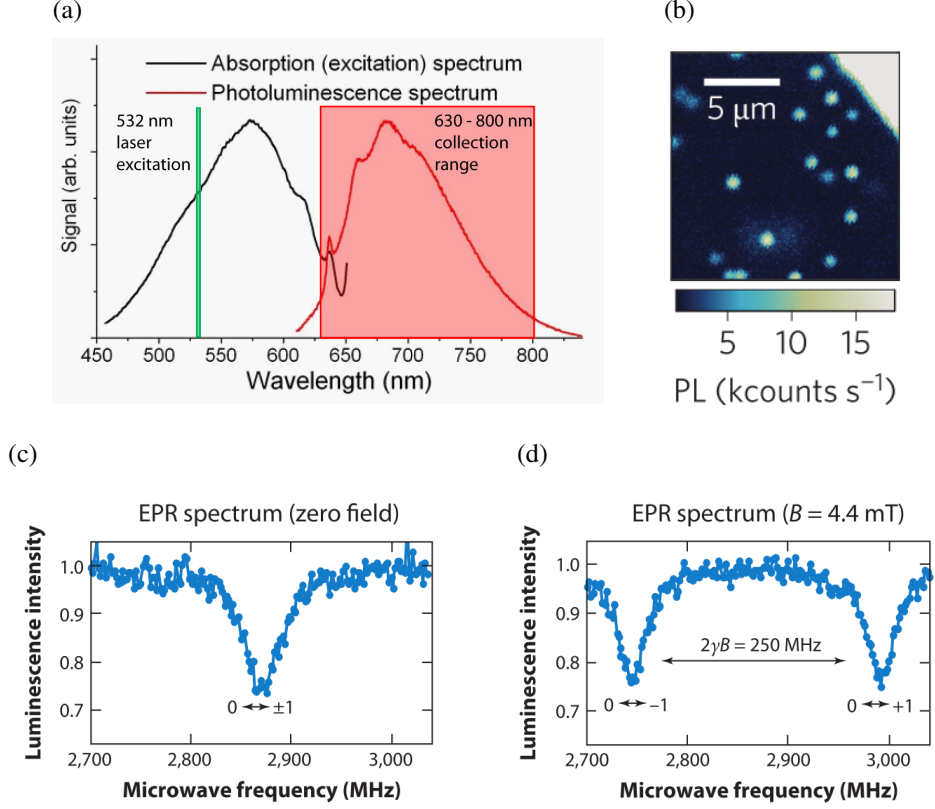 (a)
Absorption (excitation) spectrum
Photoluminescence spectrum
532 nm
laser
excitation
630 - 800 nm
collection
range
Signal (arb. units)
450 500 550 600 650 700 750 800
Wavelength (nm)
(b)
5 μm
5 10 15
PL (kcounts s⁻¹)
(c)
EPR spectrum (zero field)
Luminescence intensity
1.0
0.9
0.8
0.7
0 ±1
2,700 2,800 2,900 3,000
Microwave frequency (MHz)
(d)
EPR spectrum (B = 4.4 mT)
Luminescence intensity
1.0
0.9
0.8
0.7
2γB = 250 MHz
0 −1
0 +1
2,700 2,800 2,900 3,000
Microwave frequency (MHz)